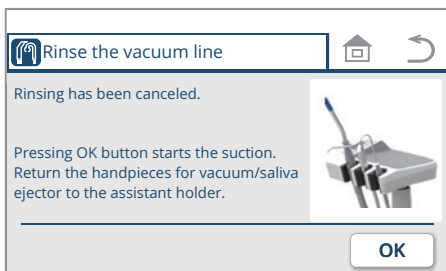 Rinse the vacuum line
Rinsing has been canceled.
Pressing OK button starts the suction.
Return the handpieces for vacuum/saliva
ejector to the assistant holder.
OK